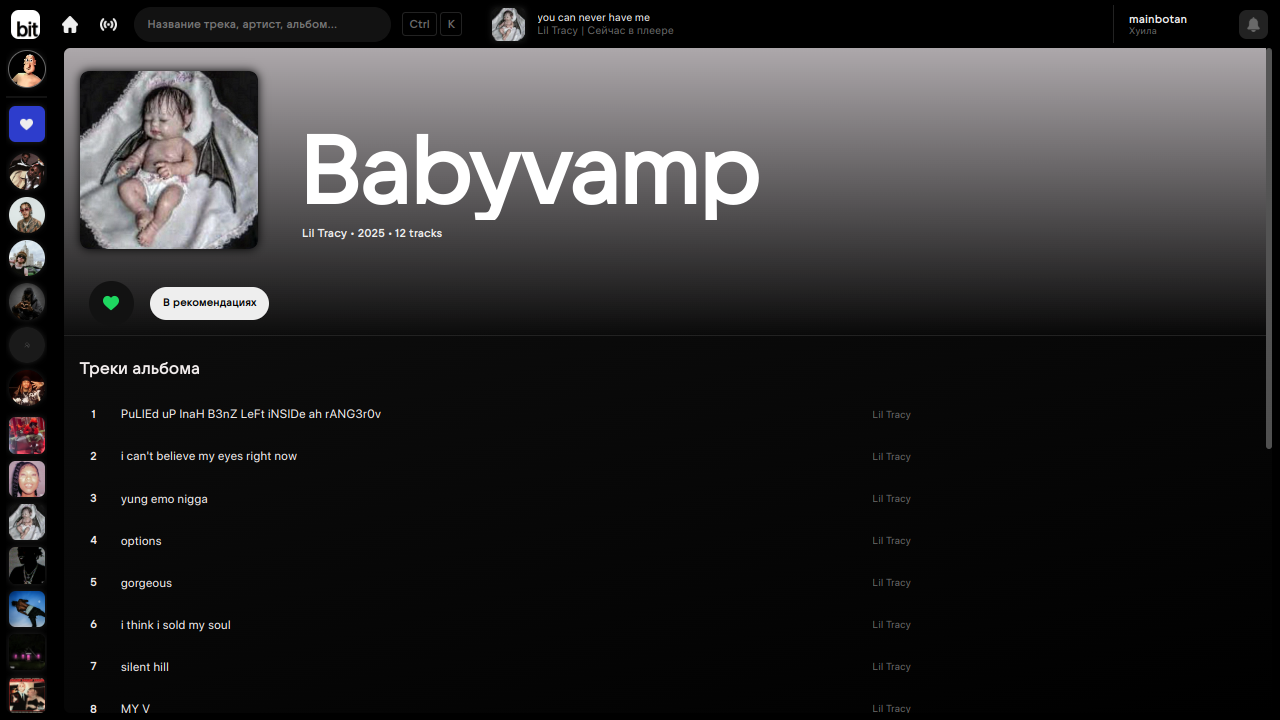 bit
Название трека, артист, альбом...
Ctrl K
you can never have me
Lil Tracy | Сейчас в плеере
mainbotan
Хуила
Babyvamp
Lil Tracy • 2025 • 12 tracks
В рекомендациях
Треки альбома
1 PuLlEd uP InaH B3nZ LeFt iNSIDe ah rANG3r0v Lil Tracy
2 i can't believe my eyes right now Lil Tracy
3 yung emo nigga Lil Tracy
4 options Lil Tracy
5 gorgeous Lil Tracy
6 i think i sold my soul Lil Tracy
7 silent hill Lil Tracy
8 MY V Lil Tracy